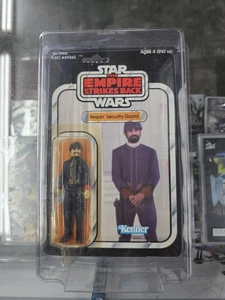 Ages 4 and up
STAR
THE
EMPIRE
STRIKES BACK
WARS
Bespin Security Guard
Kenner